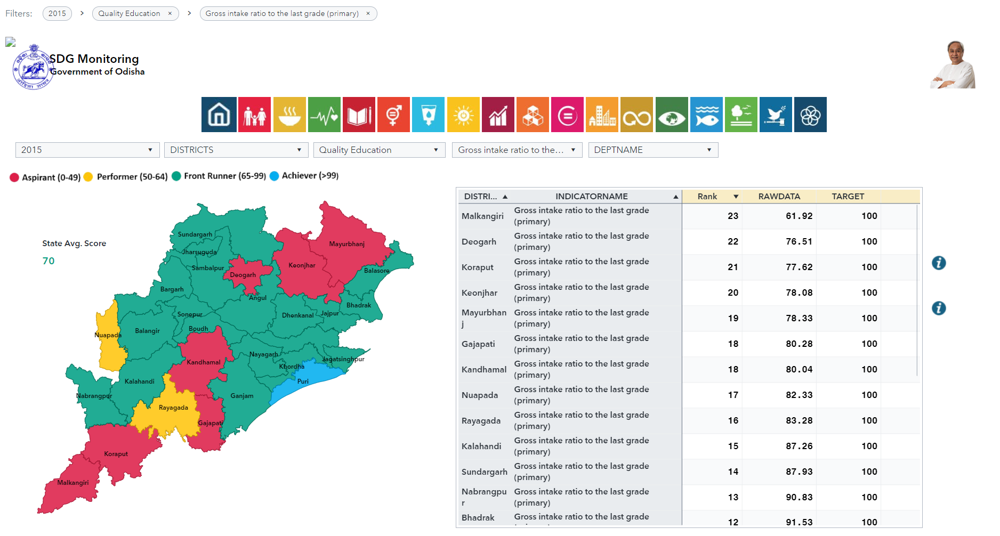 Filters: 2015 > Quality Education × > Gross intake ratio to the last grade (primary) ×
SDG Monitoring
Government of Odisha
2015 DISTRICTS Quality Education Gross intake ratio to the... DEPTNAME
Aspirant (0-49) Performer (50-64) Front Runner (65-99) Achiever (>99)
State Avg. Score
70
Sundargarh
Jharsuguda
Sambalpur
Deogarh
Keonjhar
Mayurbhanj
Balasore
Bargarh
Angul
Bhadrak
Sonepur
Dhenkanal
Jajpur
Nuapada
Balangir
Boudh
Kandhamal
Nayagarh
Khordha
Jagatsinghpur
Kalahandi
Puri
Nabrangpur
Ganjam
Rayagada
Gajapati
Koraput
Malkangiri
DISTRI... INDICATORNAME Rank RAWDATA TARGET
Malkangiri Gross intake ratio to the last grade (primary) 23 61.92 100
Deogarh Gross intake ratio to the last grade (primary) 22 76.51 100
Koraput Gross intake ratio to the last grade (primary) 21 77.62 100
Keonjhar Gross intake ratio to the last grade (primary) 20 78.08 100
Mayurbhanj Gross intake ratio to the last grade (primary) 19 78.33 100
Gajapati Gross intake ratio to the last grade (primary) 18 80.28 100
Kandhamal Gross intake ratio to the last grade (primary) 18 80.04 100
Nuapada Gross intake ratio to the last grade (primary) 17 82.33 100
Rayagada Gross intake ratio to the last grade (primary) 16 83.28 100
Kalahandi Gross intake ratio to the last grade (primary) 15 87.26 100
Sundargarh Gross intake ratio to the last grade (primary) 14 87.93 100
Nabrangpur Gross intake ratio to the last grade (primary) 13 90.83 100
Bhadrak Gross intake ratio to the last grade 12 91.53 100